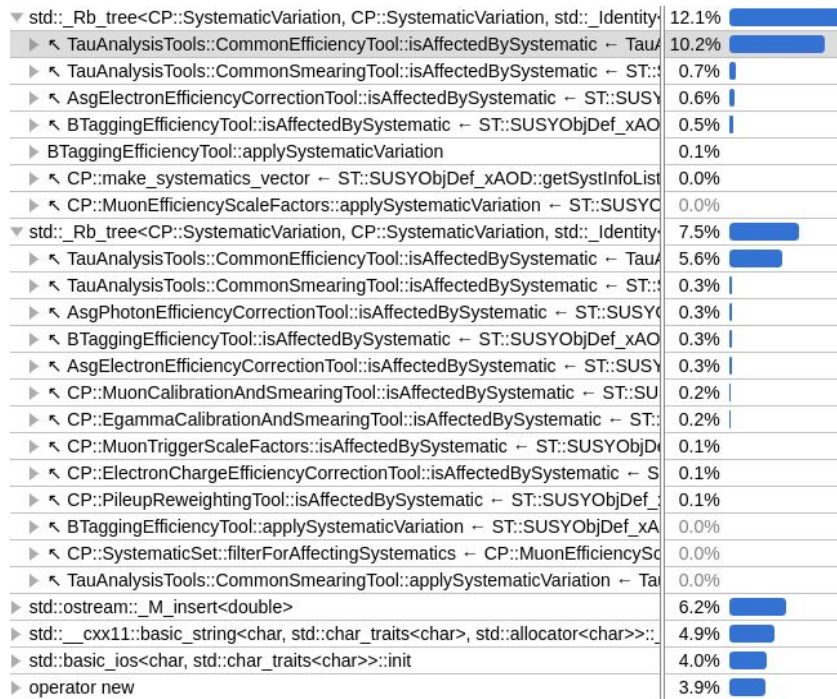 std::_Rb_tree<CP::SystematicVariation, CP::SystematicVariation, std::_Identity< 12.1%
↖ TauAnalysisTools::CommonEfficiencyTool::isAffectedBySystematic ← TauA 10.2%
↖ TauAnalysisTools::CommonSmearingTool::isAffectedBySystematic ← ST::S 0.7%
↖ AsgElectronEfficiencyCorrectionTool::isAffectedBySystematic ← ST::SUSY 0.6%
↖ BTaggingEfficiencyTool::isAffectedBySystematic ← ST::SUSYObjDef_xAO 0.5%
BTaggingEfficiencyTool::applySystematicVariation 0.1%
↖ CP::make_systematics_vector ← ST::SUSYObjDef_xAOD::getSystInfoList 0.0%
↖ CP::MuonEfficiencyScaleFactors::applySystematicVariation ← ST::SUSYO 0.0%
std::_Rb_tree<CP::SystematicVariation, CP::SystematicVariation, std::_Identity< 7.5%
↖ TauAnalysisTools::CommonEfficiencyTool::isAffectedBySystematic ← TauA 5.6%
↖ TauAnalysisTools::CommonSmearingTool::isAffectedBySystematic ← ST::S 0.3%
↖ AsgPhotonEfficiencyCorrectionTool::isAffectedBySystematic ← ST::SUSY 0.3%
↖ BTaggingEfficiencyTool::isAffectedBySystematic ← ST::SUSYObjDef_xAO 0.3%
↖ AsgElectronEfficiencyCorrectionTool::isAffectedBySystematic ← ST::SUSY 0.3%
↖ CP::MuonCalibrationAndSmearingTool::isAffectedBySystematic ← ST::SU 0.2%
↖ CP::EgammaCalibrationAndSmearingTool::isAffectedBySystematic ← ST:: 0.2%
↖ CP::MuonTriggerScaleFactors::isAffectedBySystematic ← ST::SUSYObjDe 0.1%
↖ CP::ElectronChargeEfficiencyCorrectionTool::isAffectedBySystematic ← S 0.1%
↖ CP::PileupReweightingTool::isAffectedBySystematic ← ST::SUSYObjDef_ 0.1%
↖ BTaggingEfficiencyTool::applySystematicVariation ← ST::SUSYObjDef_xA 0.0%
↖ CP::SystematicSet::filterForAffectingSystematics ← CP::MuonEfficiencySc 0.0%
↖ TauAnalysisTools::CommonSmearingTool::applySystematicVariation ← Tau 0.0%
std::ostream::_M_insert<double> 6.2%
std::__cxx11::basic_string<char, std::char_traits<char>, std::allocator<char>>::_ 4.9%
std::basic_ios<char, std::char_traits<char>>::init 4.0%
operator new 3.9%